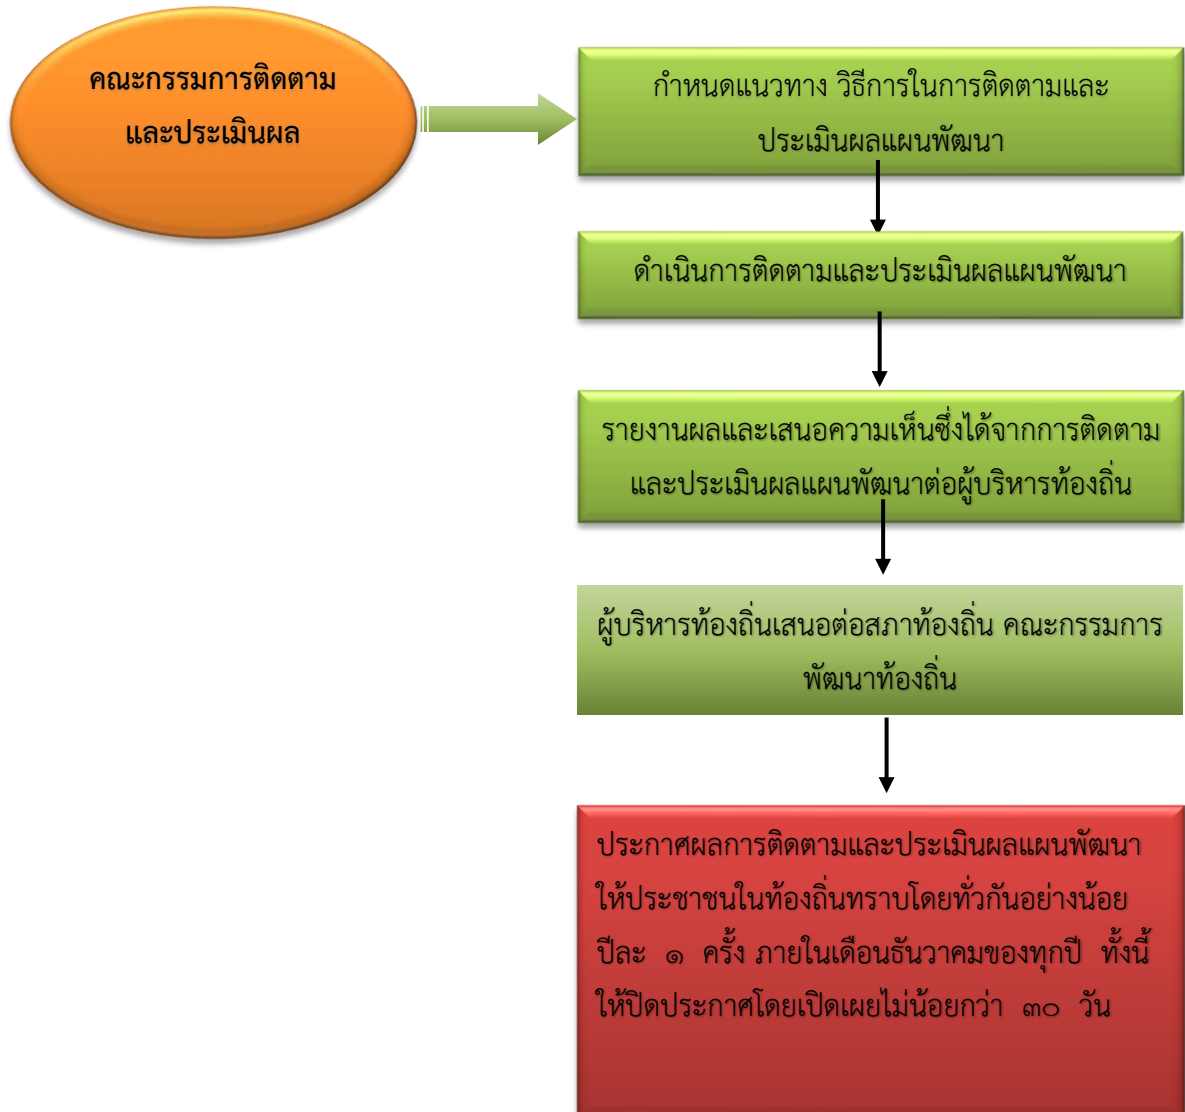 คณะกรรมการติดตาม
และประเมินผล
กำหนดแนวทาง วิธีการในการติดตามและ
ประเมินผลแผนพัฒนา
ดำเนินการติดตามและประเมินผลแผนพัฒนา
รายงานผลและเสนอความเห็นซึ่งได้จากการติดตาม
และประเมินผลแผนพัฒนาต่อผู้บริหารท้องถิ่น
ผู้บริหารท้องถิ่นเสนอต่อสภาท้องถิ่น คณะกรรมการ
พัฒนาท้องถิ่น
ประกาศผลการติดตามและประเมินผลแผนพัฒนา
ให้ประชาชนในท้องถิ่นทราบโดยทั่วกันอย่างน้อย
ปีละ ๑ ครั้ง ภายในเดือนธันวาคมของทุกปี ทั้งนี้
ให้ปิดประกาศโดยเปิดเผยไม่น้อยกว่า ๓๐ วัน